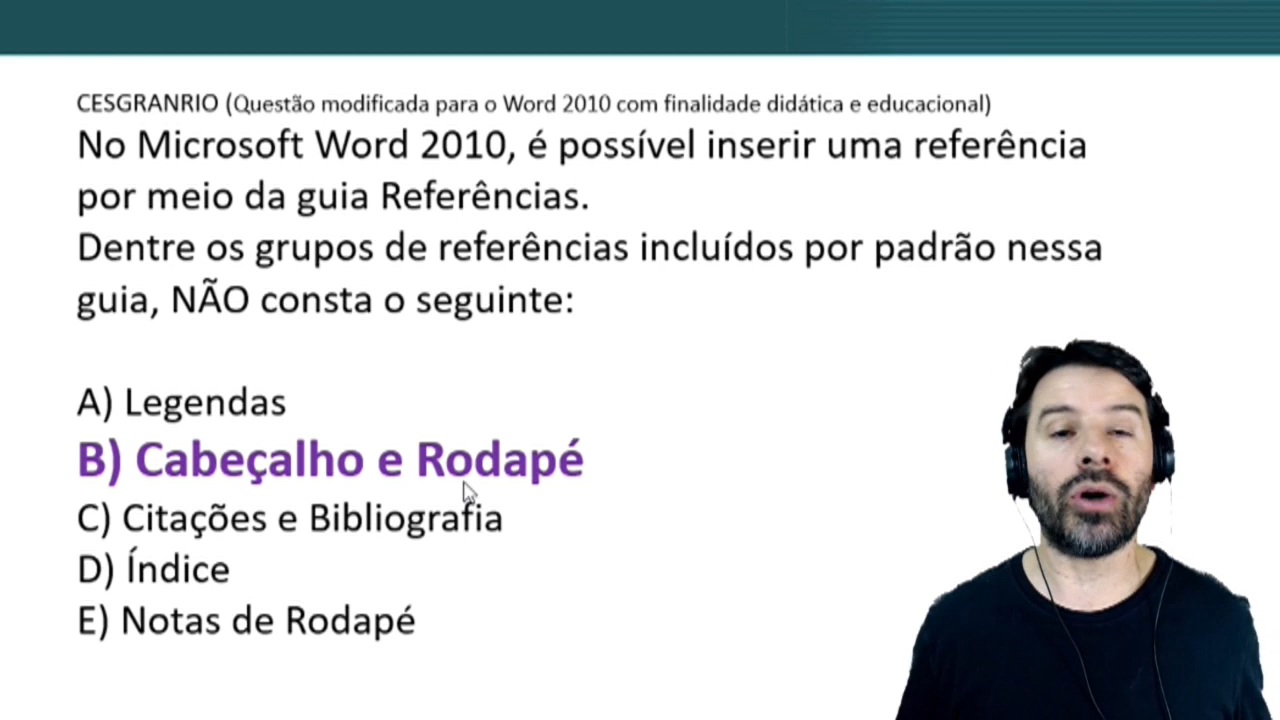 CESGRANRIO (Questão modificada para o Word 2010 com finalidade didática e educacional)
No Microsoft Word 2010, é possível inserir uma referência
por meio da guia Referências.
Dentre os grupos de referências incluídos por padrão nessa
guia, NÃO consta o seguinte:
A) Legendas
B) Cabeçalho e Rodapé
C) Citações e Bibliografia
D) Índice
E) Notas de Rodapé